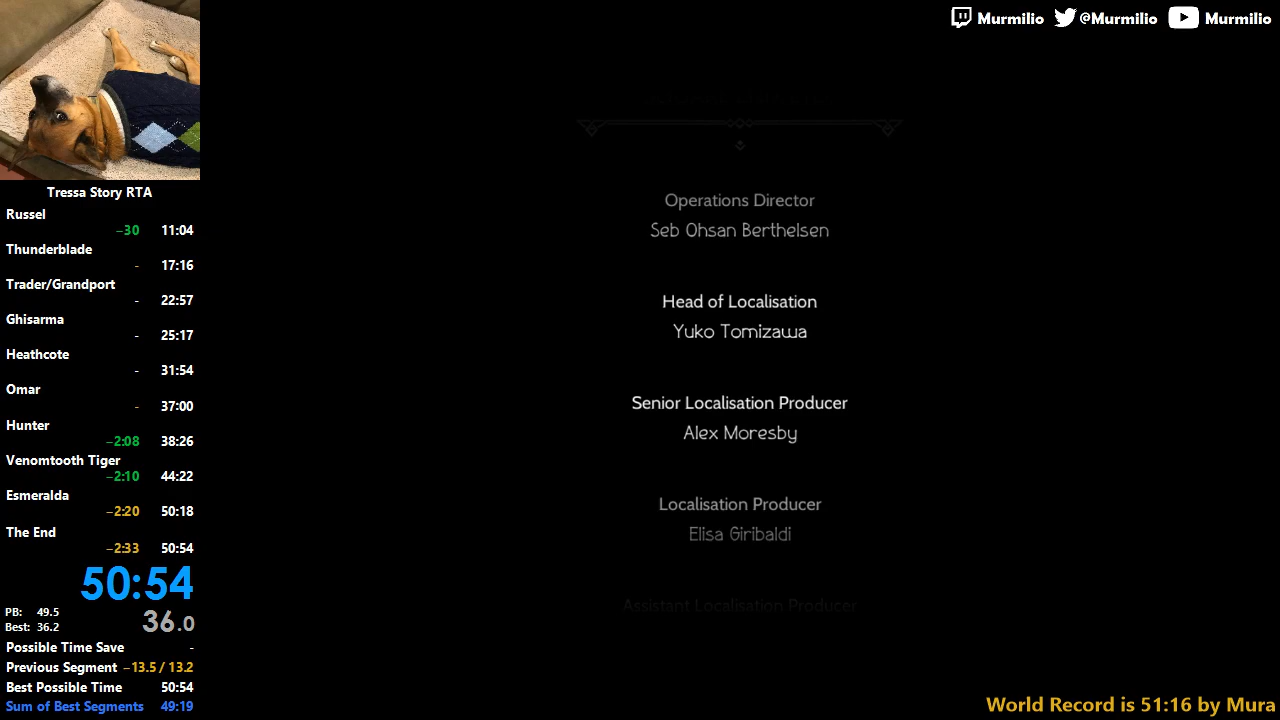 Murmilio @Murmilio Murmilio
Tressa Story RTA
Russel
−30 11:04
Thunderblade
- 17:16
Trader/Grandport
- 22:57
Ghisarma
- 25:17
Heathcote
- 31:54
Omar
- 37:00
Hunter
−2:08 38:26
Venomtooth Tiger
−2:10 44:22
Esmeralda
−2:20 50:18
The End
−2:33 50:54
50:54
PB: 49.5
Best: 36.2
36.0
Possible Time Save -
Previous Segment −13.5 / 13.2
Best Possible Time 50:54
Sum of Best Segments 49:19
Operations Director
Seb Ohsan Berthelsen
Head of Localisation
Yuko Tomizawa
Senior Localisation Producer
Alex Moresby
Localisation Producer
Elisa Giribaldi
Assistant Localisation Producer
World Record is 51:16 by Mura